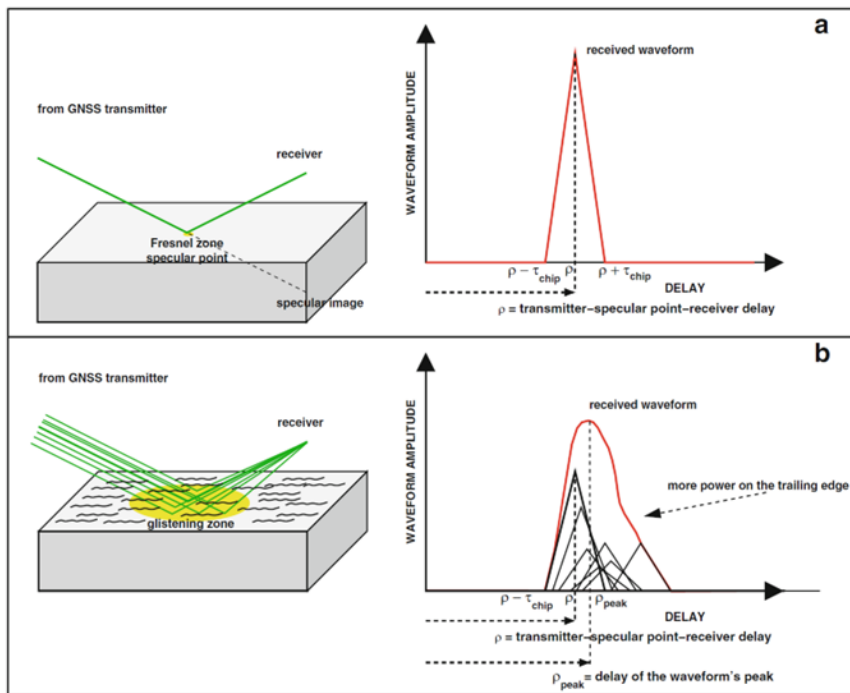 a
from GNSS transmitter
receiver
Fresnel zone
specular point
specular image
WAVEFORM AMPLITUDE
received waveform
ρ − τchip ρ ρ + τchip
DELAY
ρ = transmitter−specular point−receiver delay
b
from GNSS transmitter
receiver
glistening zone
WAVEFORM AMPLITUDE
received waveform
more power on the trailing edge
ρ − τchip ρ ρpeak
DELAY
ρ = transmitter−specular point−receiver delay
ρpeak = delay of the waveform's peak